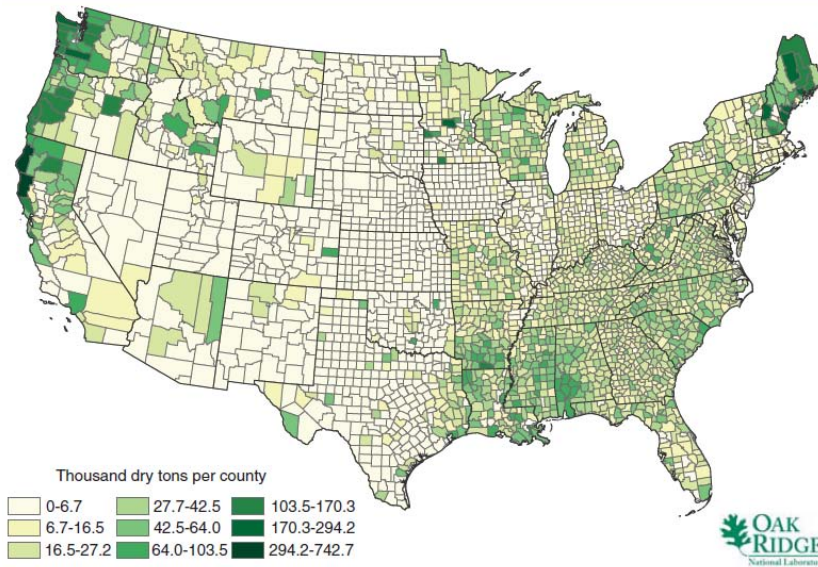 Thousand dry tons per county
0-6.7
27.7-42.5
103.5-170.3
6.7-16.5
42.5-64.0
170.3-294.2
16.5-27.2
64.0-103.5
294.2-742.7
OAK
RIDGE
National Laborator